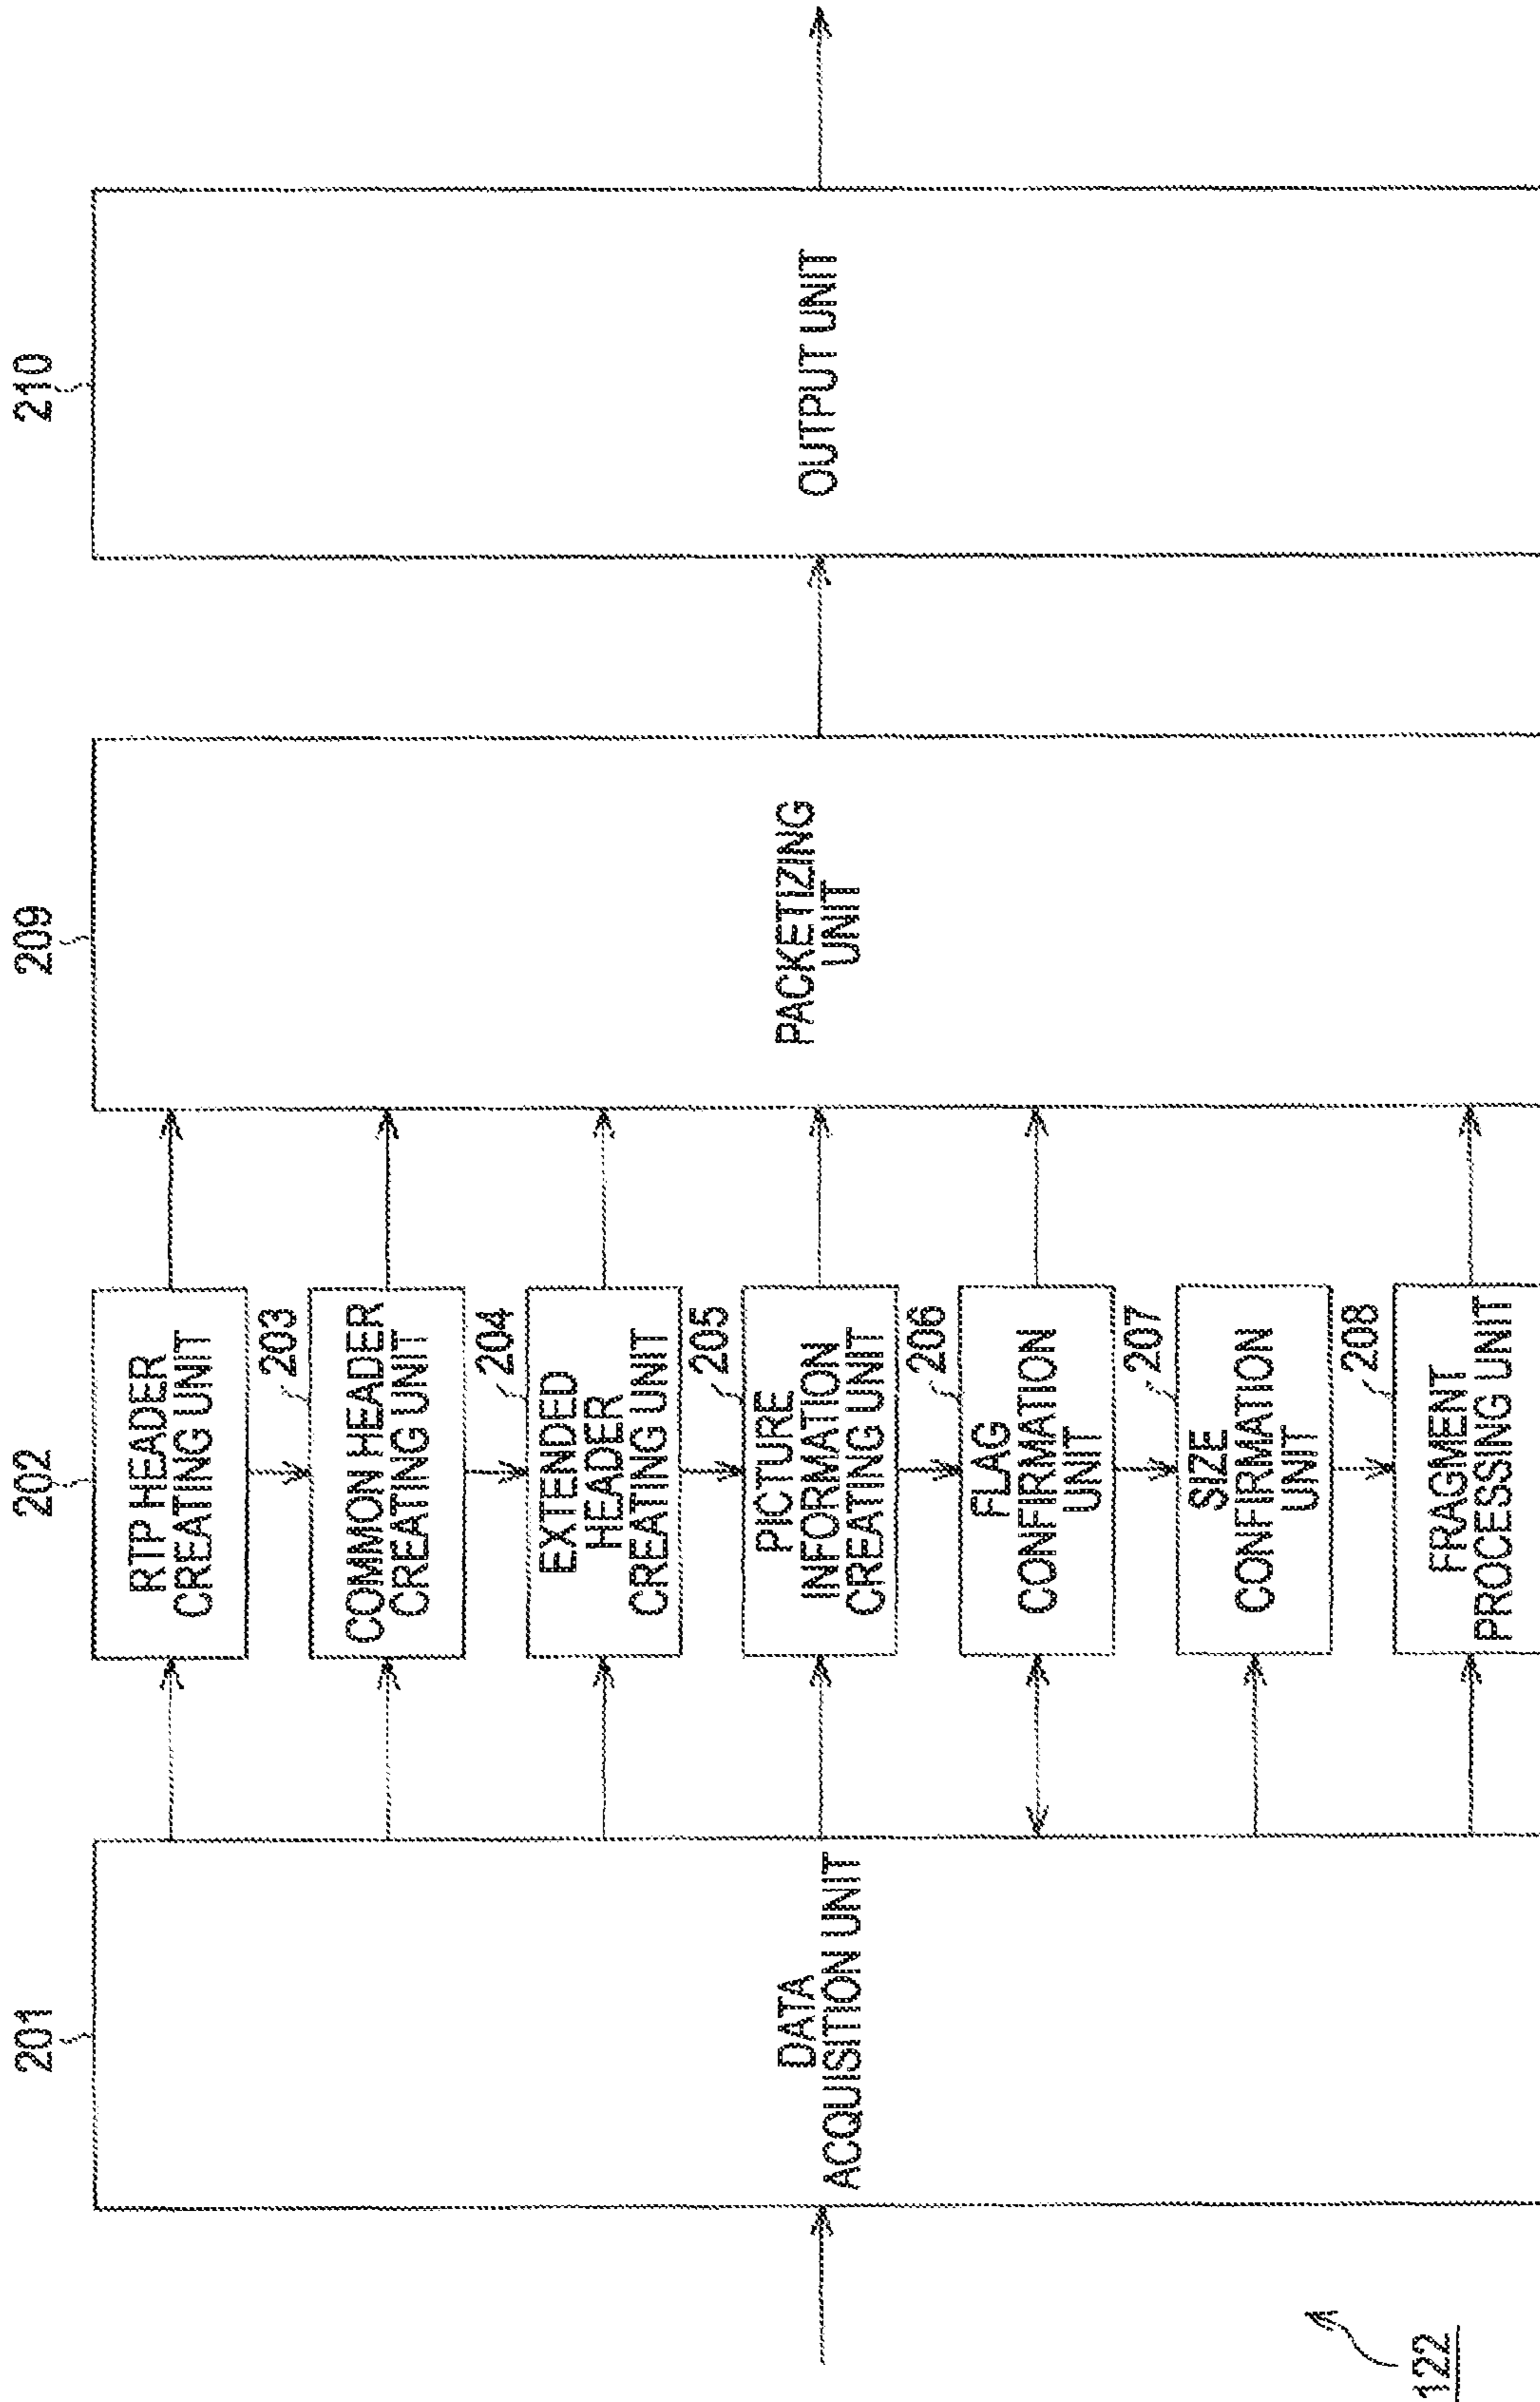 201
DATA
ACQUISITION UNIT
202
RTP HEADER
CREATING UNIT
203
COMMON HEADER
CREATING UNIT
204
EXTENDED
HEADER
CREATING UNIT
205
PICTURE
INFORMATION
CREATING UNIT
206
FLAG
CONFIRMATION
UNIT
207
SIZE
CONFIRMATION
UNIT
208
FRAGMENT
PROCESSING UNIT
209
PACKETIZING
UNIT
210
OUTPUT UNIT
122